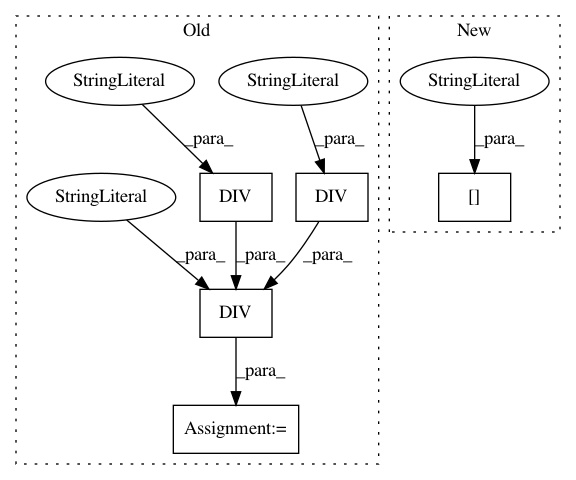 Old
New
StringLiteral
StringLiteral
StringLiteral
_para_
_para_
_para_
StringLiteral
DIV
DIV
[]
_para_
_para_
_para_
DIV
_para_
Assignment:=